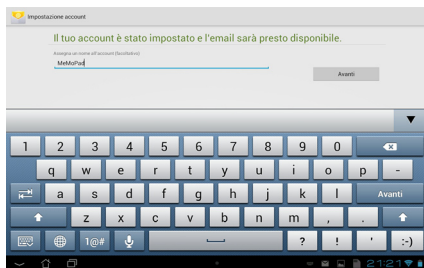 Impostazione account
Il tuo account è stato impostato e l'email sarà presto disponibile.
Assegna un nome all'account (facoltativo)
MeMoPad
Avanti
1 2 3 4 5 6 7 8 9 0
q w e r t y u i o p -
a s d f g h j k l Avanti
z x c v b n m , .
1@# ? ! ' :-)
21:21